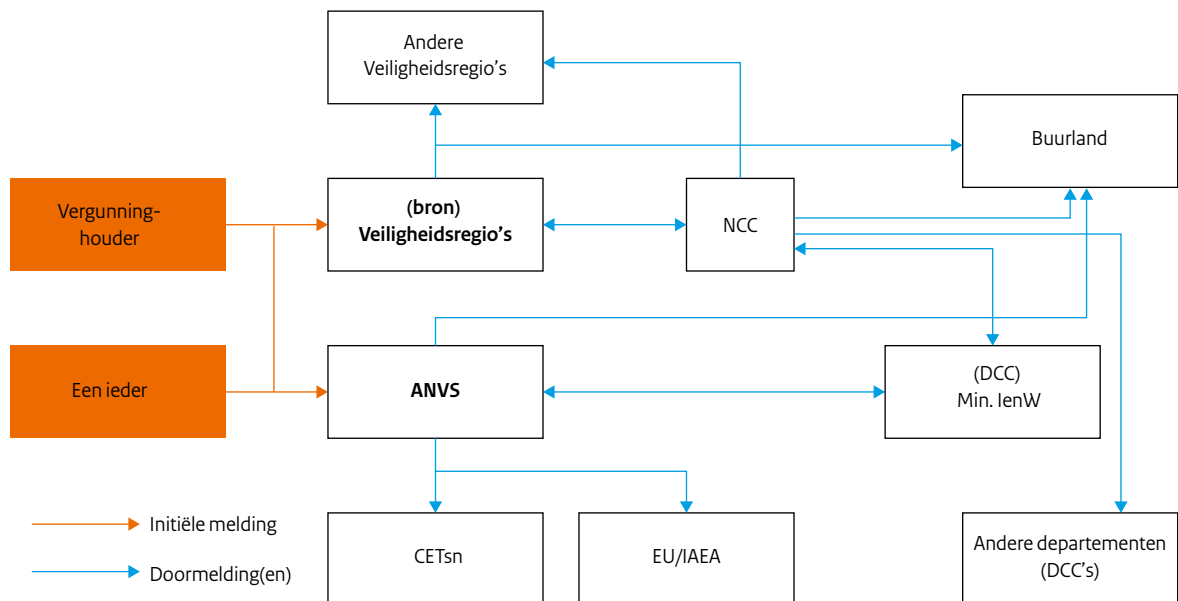 Andere
Veiligheidsregio’s
Buurland
Vergunning-
houder
(bron)
Veiligheidsregio’s
NCC
Een ieder
ANVS
(DCC)
Min. IenW
Initiële melding
Doormelding(en)
CETsn
EU/IAEA
Andere departementen
(DCC’s)